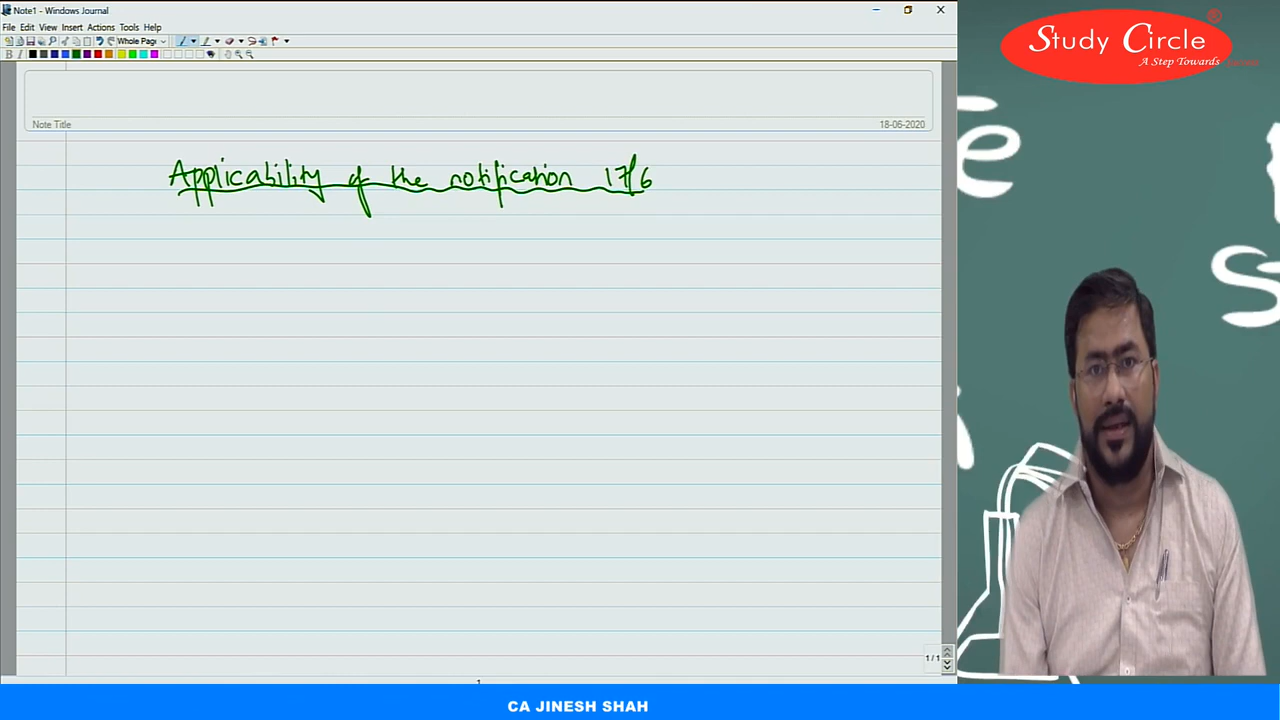 Note1 - Windows Journal
File Edit View Insert Actions Tools Help
Whole Page
B I
Note Title
18-06-2020
Applicability of the notification 17/6
1 / 1
1
Study Circle
®
A Step Towards
CA JINESH SHAH